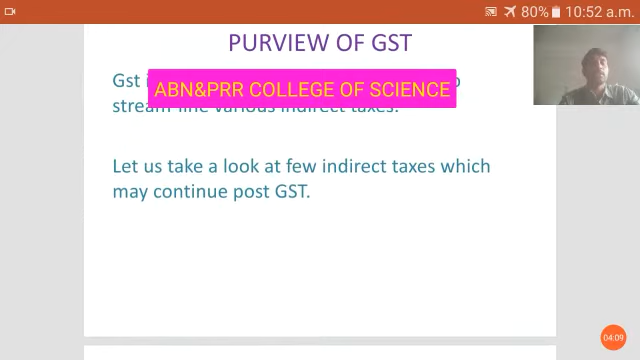 80% 10:52 a.m.
PURVIEW OF GST
Gst
ABN&PRR COLLEGE OF SCIENCE
stream line various indirect taxes.
Let us take a look at few indirect taxes which
may continue post GST.
04:09